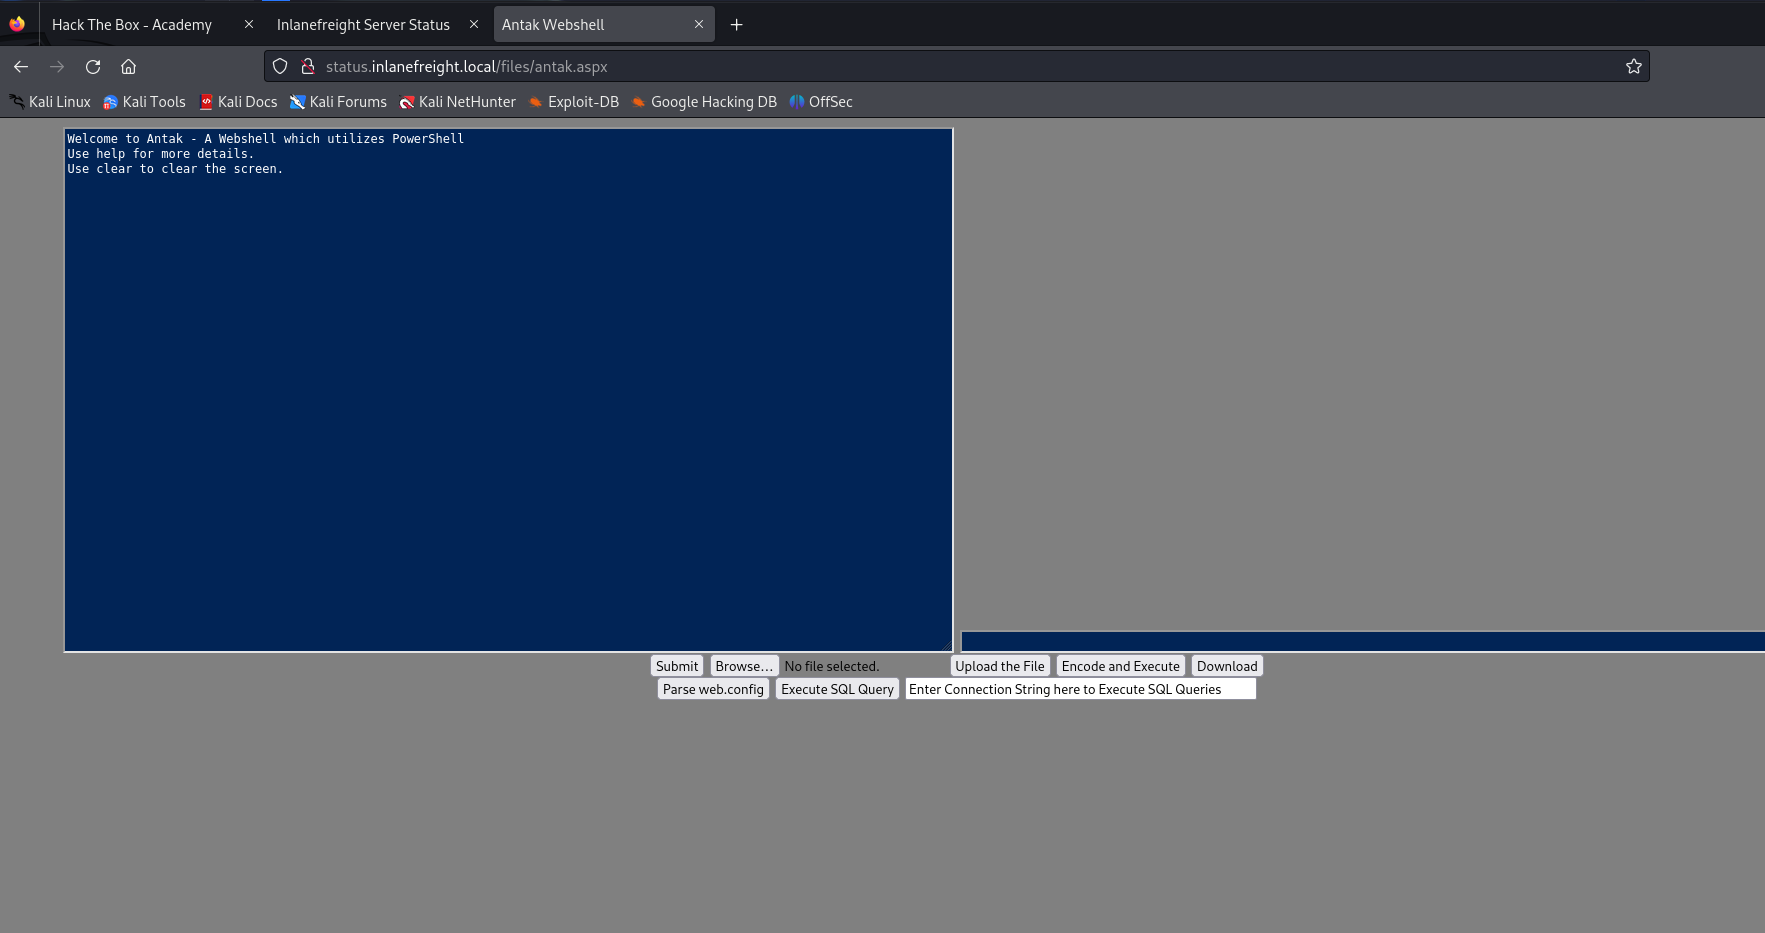 Hack The Box - Academy
Inlanefreight Server Status
Antak Webshell
status.inlanefreight.local/files/antak.aspx
Kali Linux
Kali Tools
Kali Docs
Kali Forums
Kali NetHunter
Exploit-DB
Google Hacking DB
OffSec
Welcome to Antak - A Webshell which utilizes PowerShell
Use help for more details.
Use clear to clear the screen.
Submit
Browse...
No file selected.
Upload the File
Encode and Execute
Download
Parse web.config
Execute SQL Query
Enter Connection String here to Execute SQL Queries